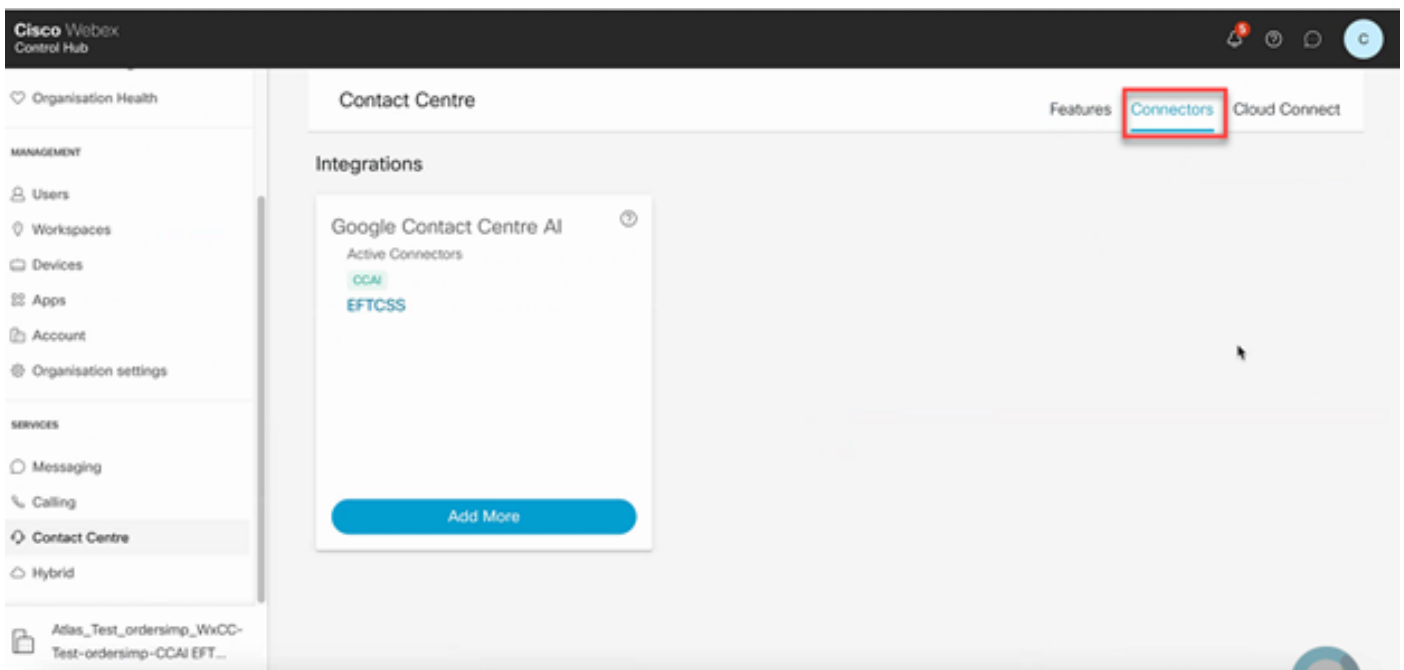 Cisco Webex
Control Hub
5
C
Organisation Health
MANAGEMENT
Users
Workspaces
Devices
Apps
Account
Organisation settings
SERVICES
Messaging
Calling
Contact Centre
Hybrid
Atlas_Test_ordersimp_WxCC-
Test-ordersimp-CCAI EFT...
Contact Centre
Features Connectors Cloud Connect
Integrations
Google Contact Centre AI
Active Connectors
CCAI
EFTCSS
Add More